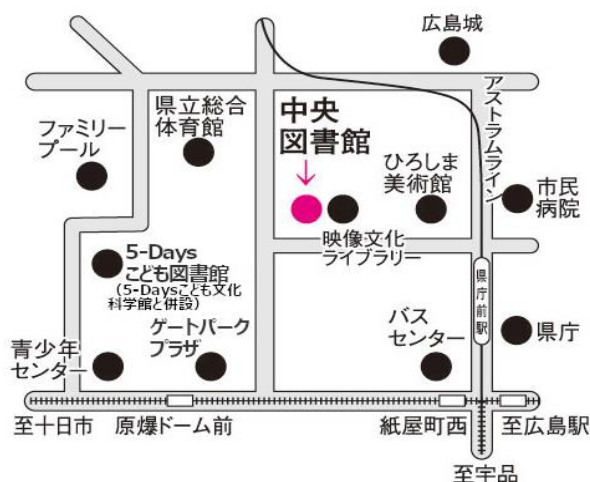 広島城
県立総合
体育館
ファミリー
プール
中央
図書館
アストラムライン
ひろしま
美術館
市民
病院
映像文化
ライブラリー
5-Days
こども図書館
（5-Daysこども文化
科学館と併設）
県庁前駅
ゲートパーク
プラザ
バス
センター
県庁
青少年
センター
至十日市
原爆ドーム前
紙屋町西
至広島駅
至宇品